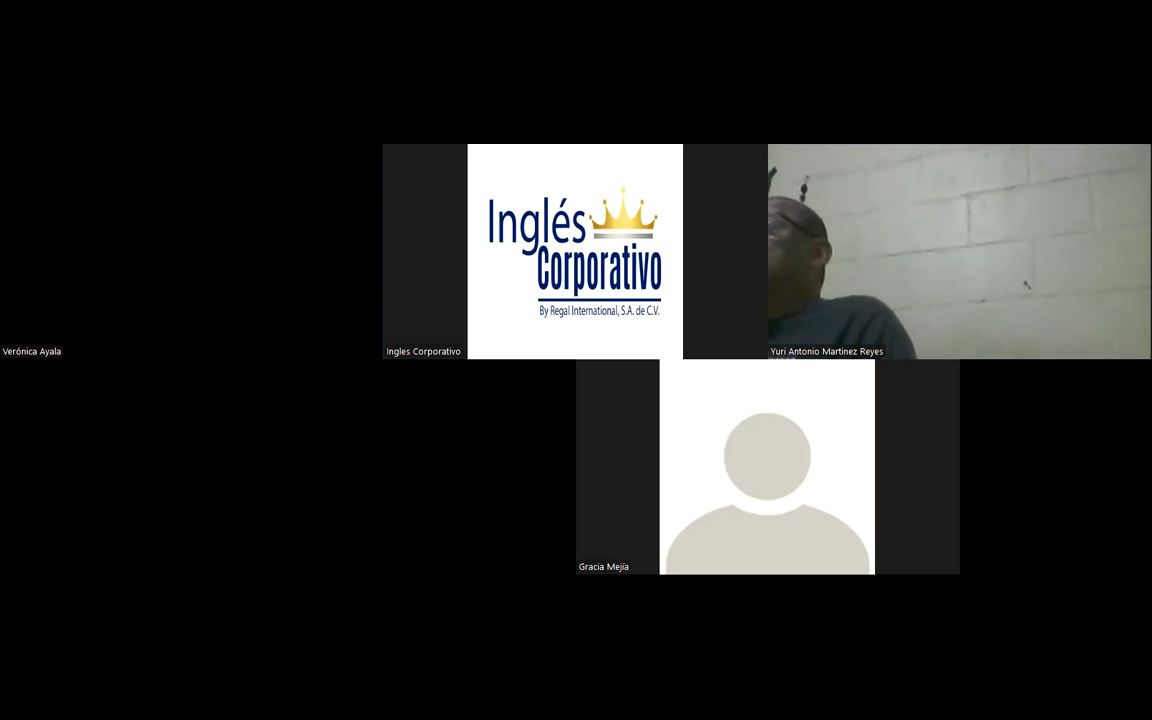 Inglés
Corporativo
By Regal International, S.A. de C.V.
Verónica Ayala
Ingles Corporativo
Yuri Antonio Martinez Reyes
Gracia Mejía